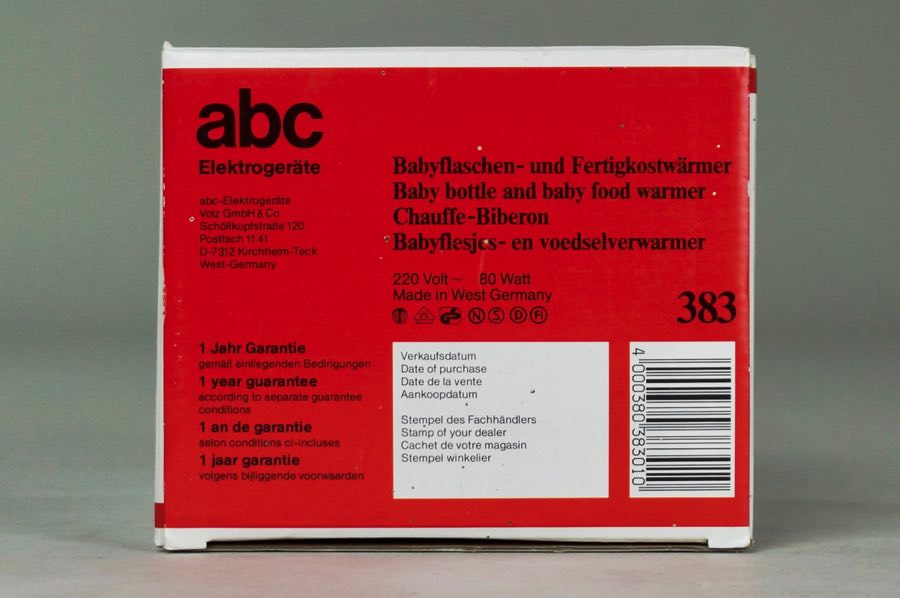 abc
Elektrogeräte
abc-Elektrogeräte
Volz GmbH & Co
Schöllkopfstraße 120
Postfach 11 41
D-7312 Kirchheim-Teck
West-Germany
Babyflaschen- und Fertigkostwärmer
Baby bottle and baby food warmer
Chauffe-Biberon
Babyflesjes- en voedselverwarmer
220 Volt ~ 80 Watt
Made in West Germany
N S D FI
383
1 Jahr Garantie
gemäß einliegenden Bedingungen
1 year guarantee
according to separate guarantee
conditions
1 an de garantie
selon conditions ci-incluses
1 jaar garantie
volgens bijliggende voorwaarden
Verkaufsdatum
Date of purchase
Date de la vente
Aankoopdatum
Stempel des Fachhändlers
Stamp of your dealer
Cachet de votre magasin
Stempel winkelier
4 000380 383010